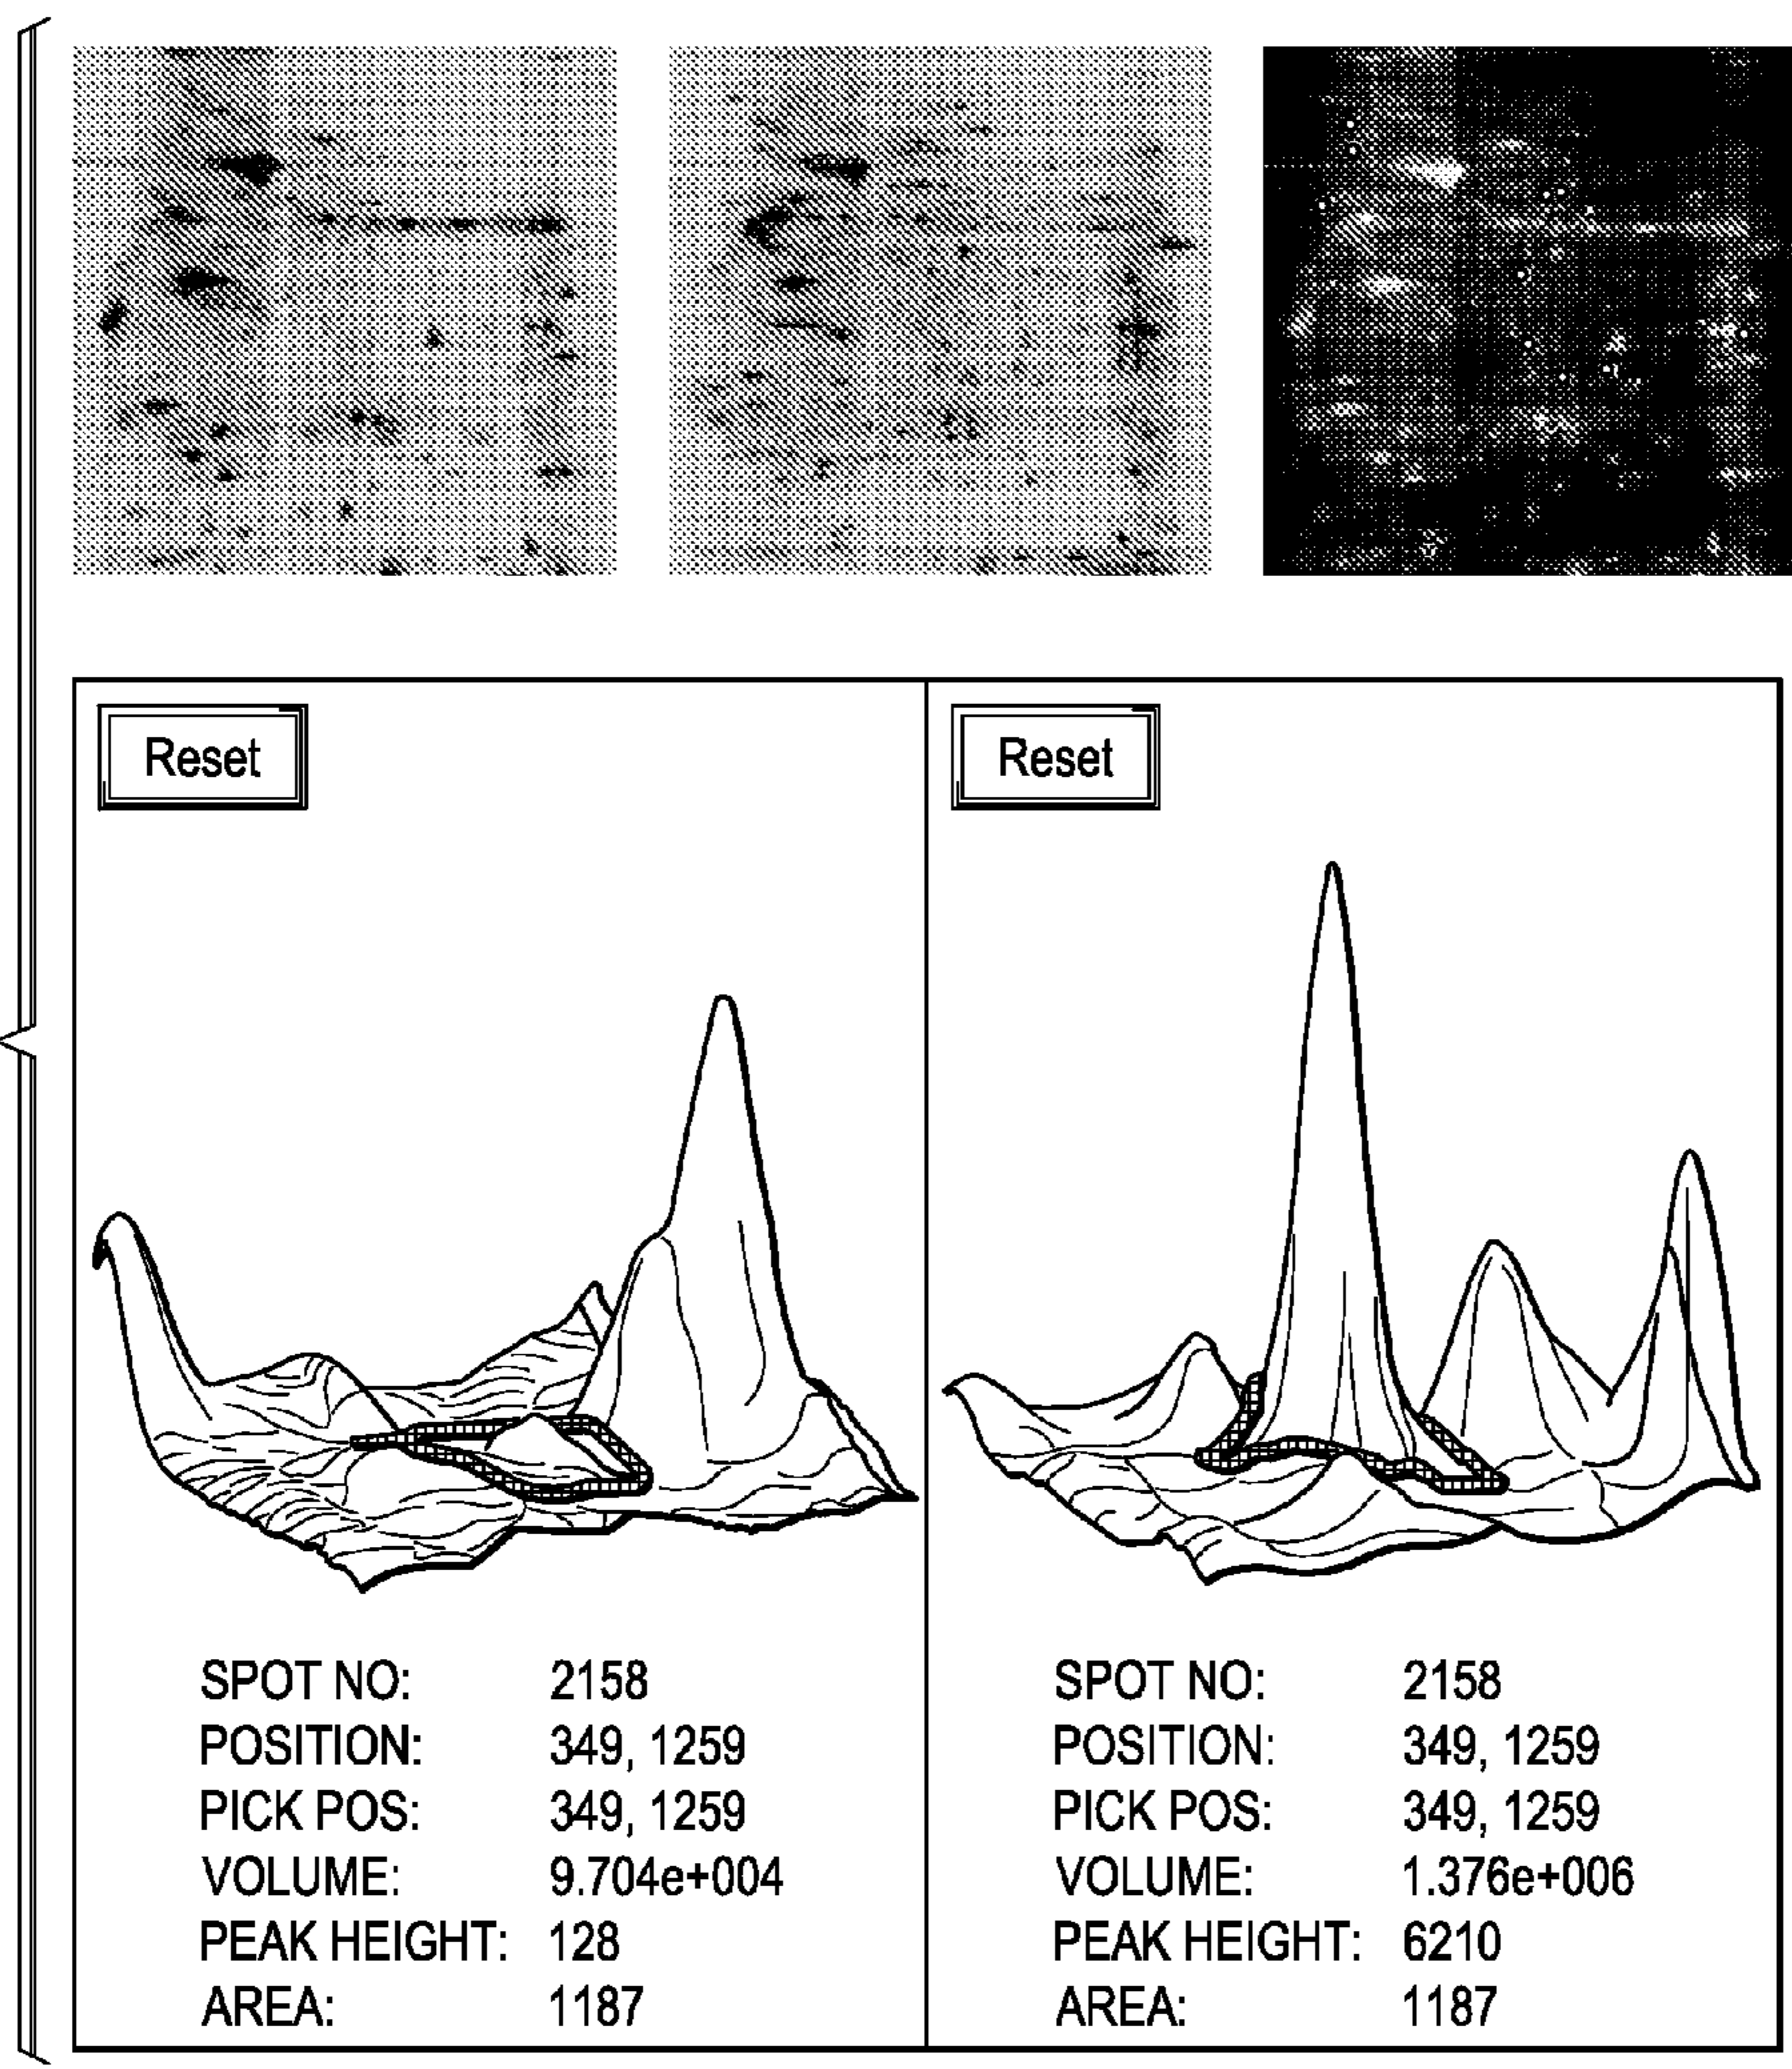 Reset
SPOT NO: 2158
POSITION: 349, 1259
PICK POS: 349, 1259
VOLUME: 9.704e+004
PEAK HEIGHT: 128
AREA: 1187
Reset
SPOT NO: 2158
POSITION: 349, 1259
PICK POS: 349, 1259
VOLUME: 1.376e+006
PEAK HEIGHT: 6210
AREA: 1187